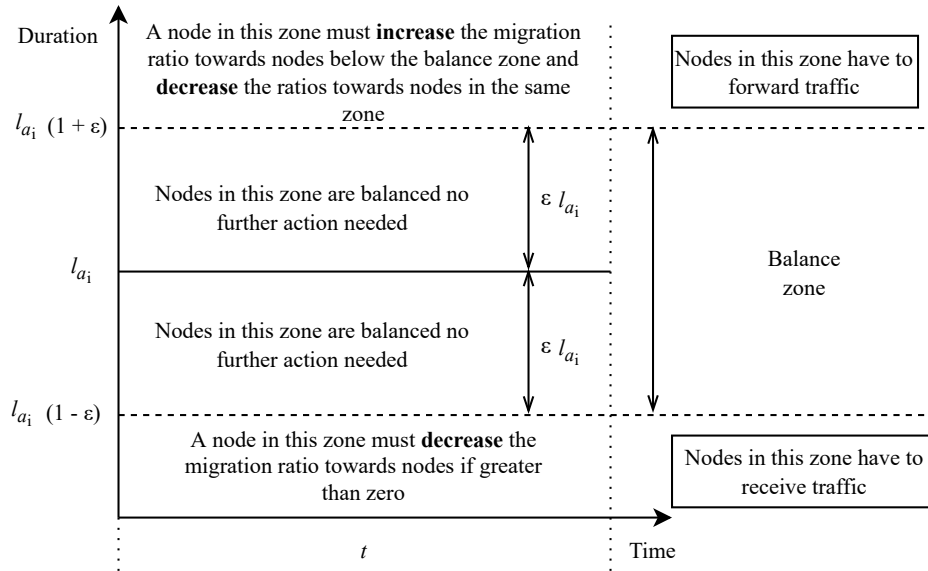 Duration
A node in this zone must increase the migration
ratio towards nodes below the balance zone and
decrease the ratios towards nodes in the same
zone
Nodes in this zone have to
forward traffic
l_{a_i} (1 + ε)
Nodes in this zone are balanced no
further action needed
ε l_{a_i}
l_{a_i}
Balance
zone
Nodes in this zone are balanced no
further action needed
ε l_{a_i}
l_{a_i} (1 - ε)
A node in this zone must decrease the
migration ratio towards nodes if greater
than zero
Nodes in this zone have to
receive traffic
t
Time